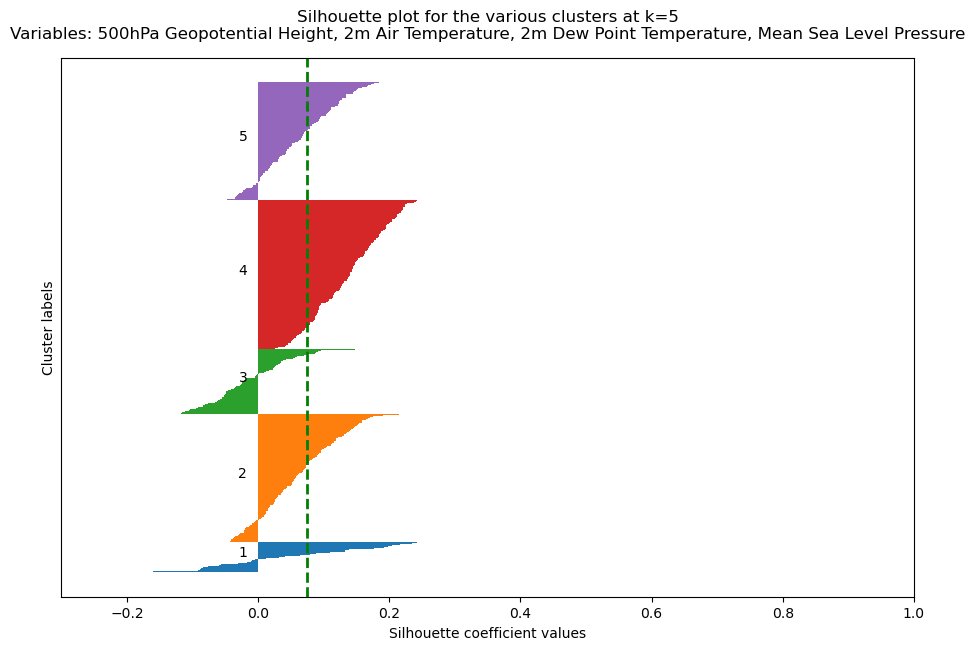 Silhouette plot for the various clusters at k=5
Variables: 500hPa Geopotential Height, 2m Air Temperature, 2m Dew Point Temperature, Mean Sea Level Pressure
Cluster labels
5
4
3
2
1
−0.2 0.0 0.2 0.4 0.6 0.8 1.0
Silhouette coefficient values